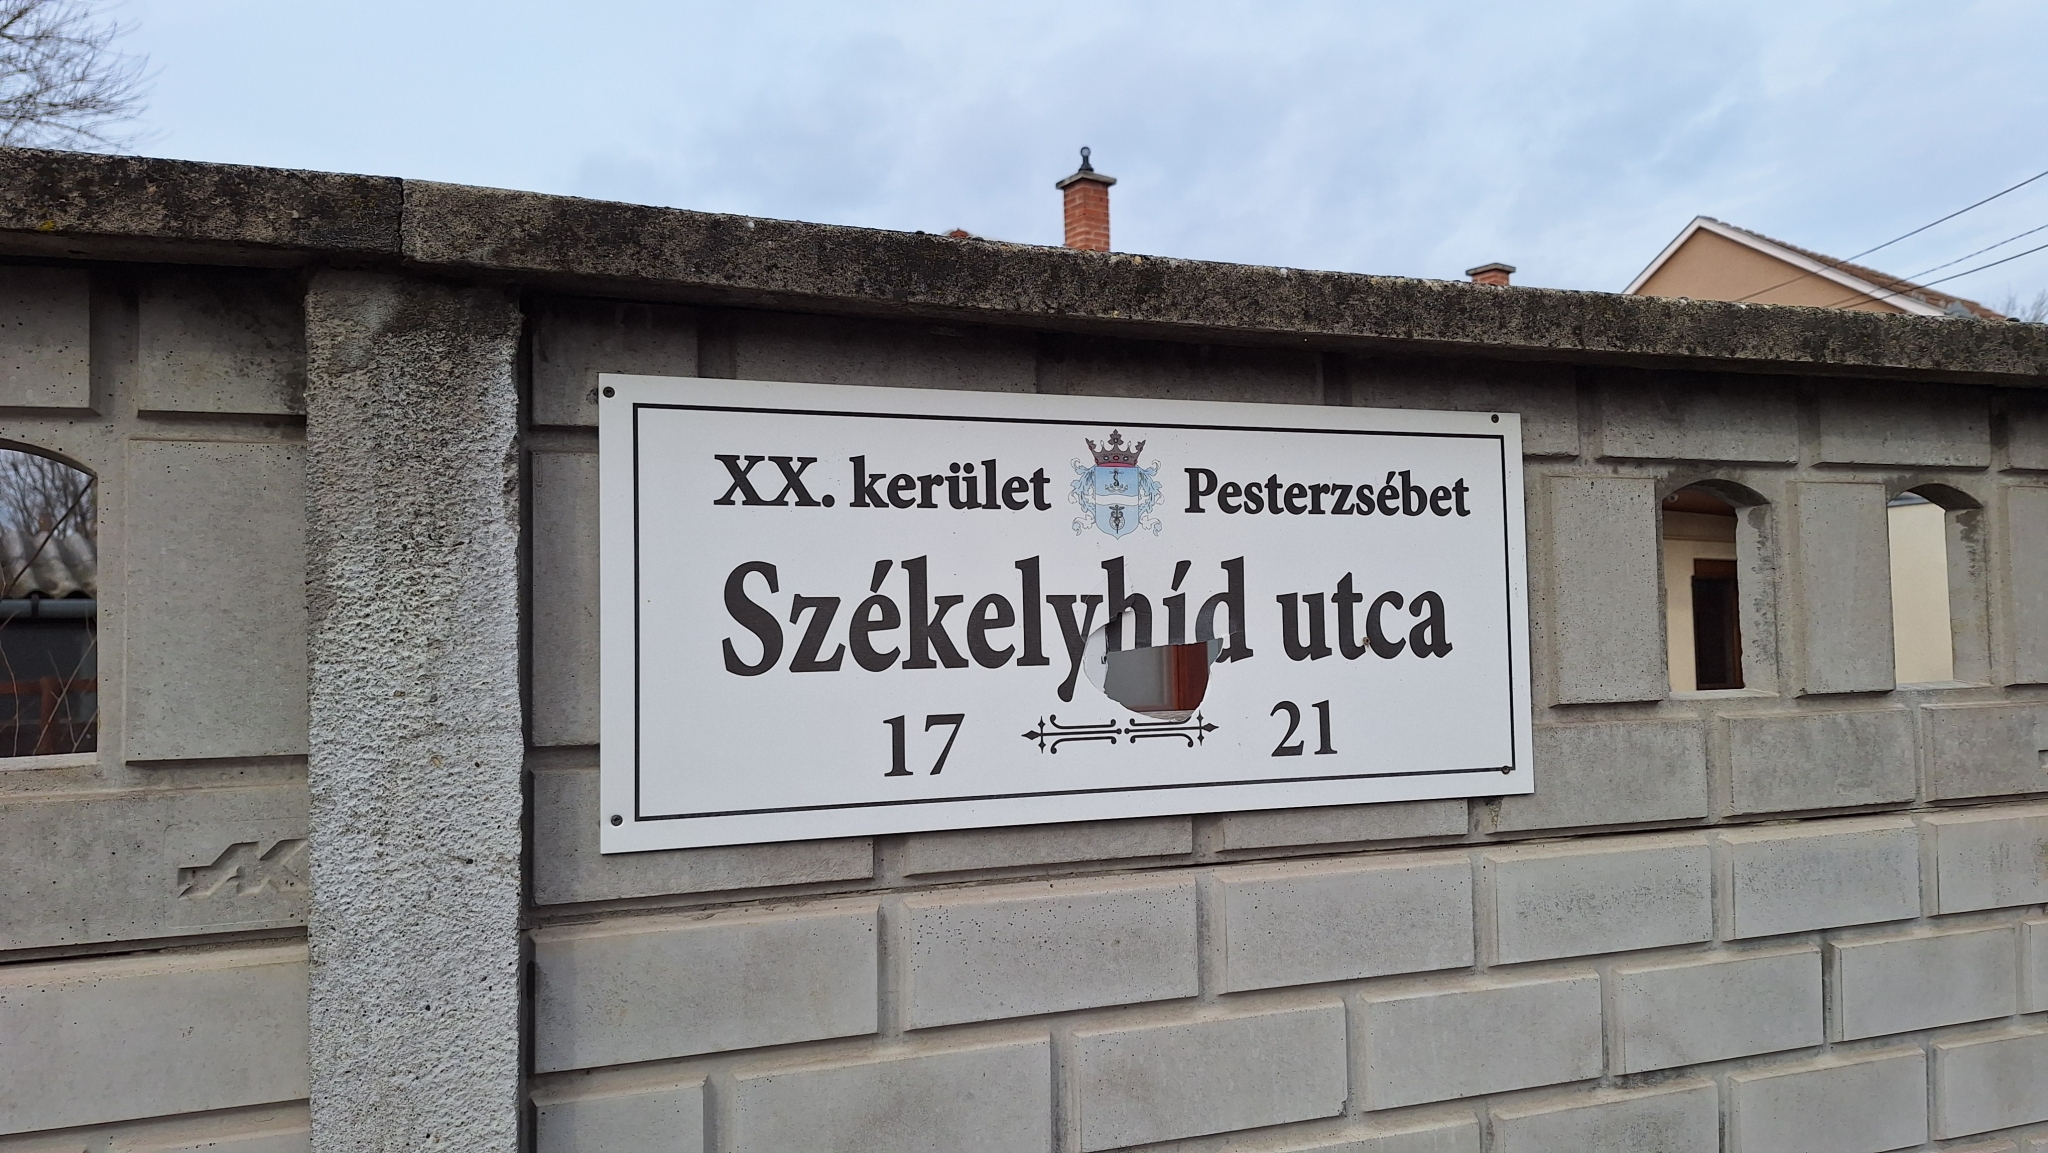 XX. kerület Pesterzsébet
Székelyhíd utca
17 21